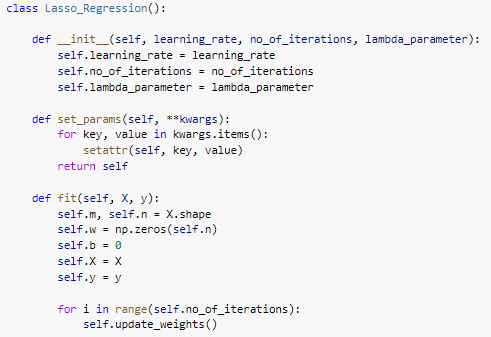 class Lasso_Regression():
def __init__(self, learning_rate, no_of_iterations, lambda_parameter):
self.learning_rate = learning_rate
self.no_of_iterations = no_of_iterations
self.lambda_parameter = lambda_parameter
def set_params(self, **kwargs):
for key, value in kwargs.items():
setattr(self, key, value)
return self
def fit(self, X, y):
self.m, self.n = X.shape
self.w = np.zeros(self.n)
self.b = 0
self.X = X
self.y = y
for i in range(self.no_of_iterations):
self.update_weights()